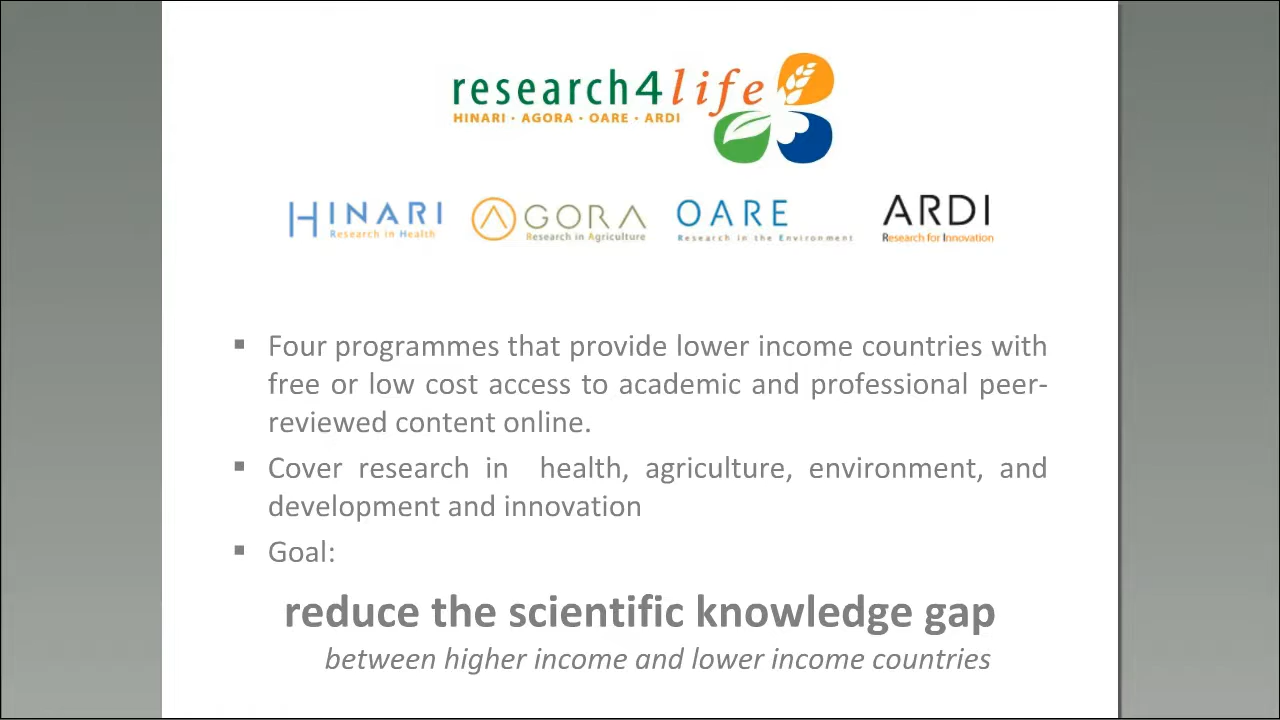 research4life
HINARI · AGORA · OARE · ARDI
HINARI
Research in Health
AGORA
Research in Agriculture
OARE
Research in the Environment
ARDI
Research for Innovation
▪ Four programmes that provide lower income countries with
free or low cost access to academic and professional peer-
reviewed content online.
▪ Cover research in health, agriculture, environment, and
development and innovation
▪ Goal:
reduce the scientific knowledge gap
between higher income and lower income countries